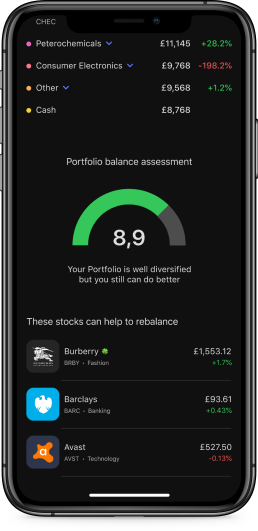 CHEC
Peterochemicals £11,145 +28.2%
Consumer Electronics £9,768 -198.2%
Other £9,568 +1.2%
Cash £8,768
Portfolio balance assessment
8,9
Your Portfolio is well diversified
but you still can do better
These stocks can help to rebalance
Burberry £1,553.12
BRBY • Fashion +1.7%
Barclays £93.61
BARC • Banking +0.43%
Avast £527.50
AVST • Technology -0.13%